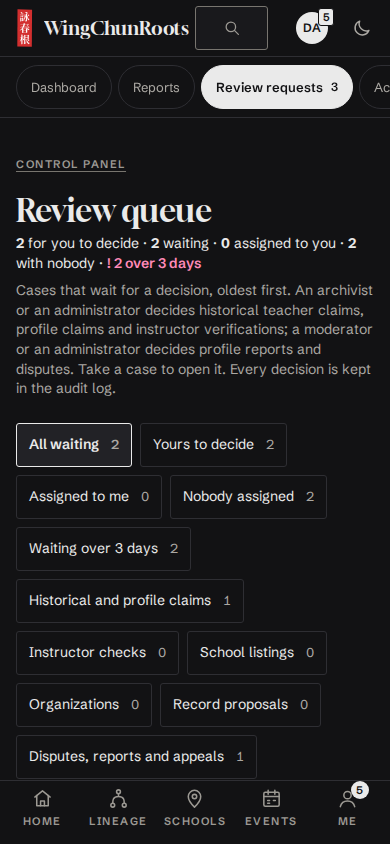 詠春根
WingChunRoots
DA
5
Dashboard
Reports
Review requests 3
Ac
CONTROL PANEL
Review queue
2 for you to decide · 2 waiting · 0 assigned to you · 2
with nobody · ! 2 over 3 days
Cases that wait for a decision, oldest first. An archivist
or an administrator decides historical teacher claims,
profile claims and instructor verifications; a moderator
or an administrator decides profile reports and
disputes. Take a case to open it. Every decision is kept
in the audit log.
All waiting 2
Yours to decide 2
Assigned to me 0
Nobody assigned 2
Waiting over 3 days 2
Historical and profile claims 1
Instructor checks 0
School listings 0
Organizations 0
Record proposals 0
Disputes, reports and appeals 1
5
HOME
LINEAGE
SCHOOLS
EVENTS
ME